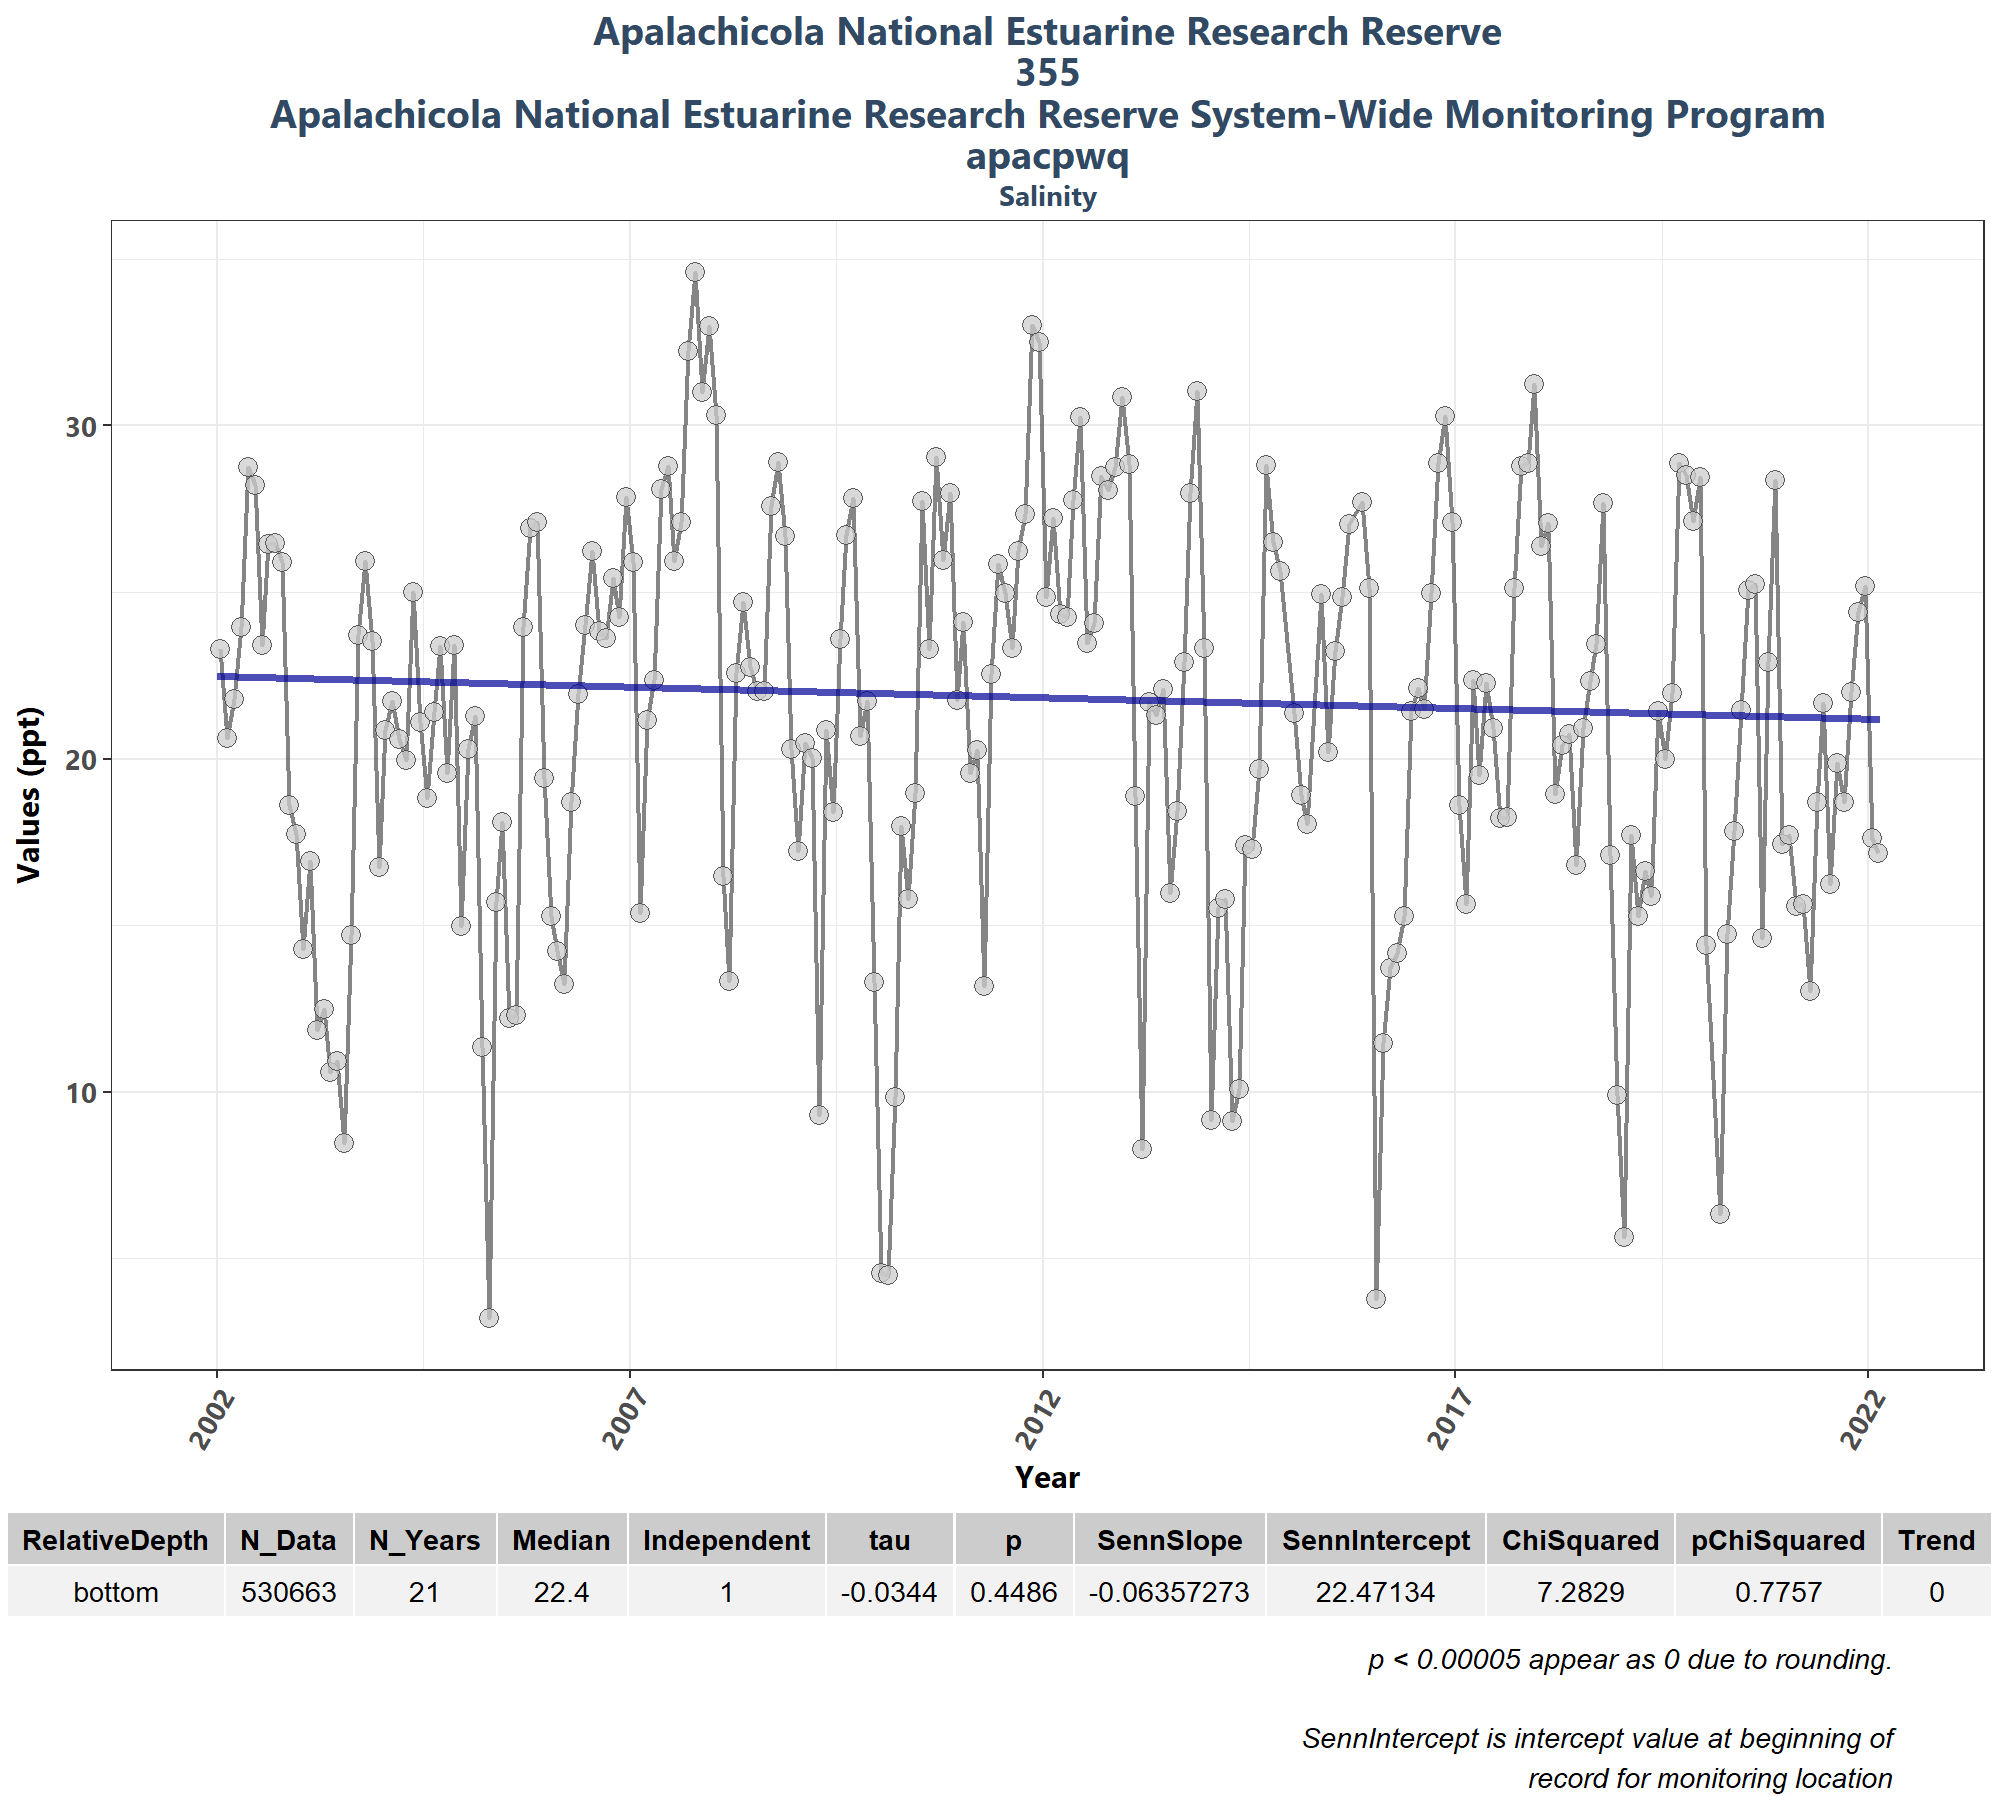 Apalachicola National Estuarine Research Reserve
355
Apalachicola National Estuarine Research Reserve System-Wide Monitoring Program
apacpwq
Salinity
Values (ppt)
30
20
10
2002
2007
2012
2017
2022
Year
RelativeDepth N_Data N_Years Median Independent tau p SennSlope SennIntercept ChiSquared pChiSquared Trend
bottom 530663 21 22.4 1 -0.0344 0.4486 -0.06357273 22.47134 7.2829 0.7757 0
p < 0.00005 appear as 0 due to rounding.
SennIntercept is intercept value at beginning of
record for monitoring location